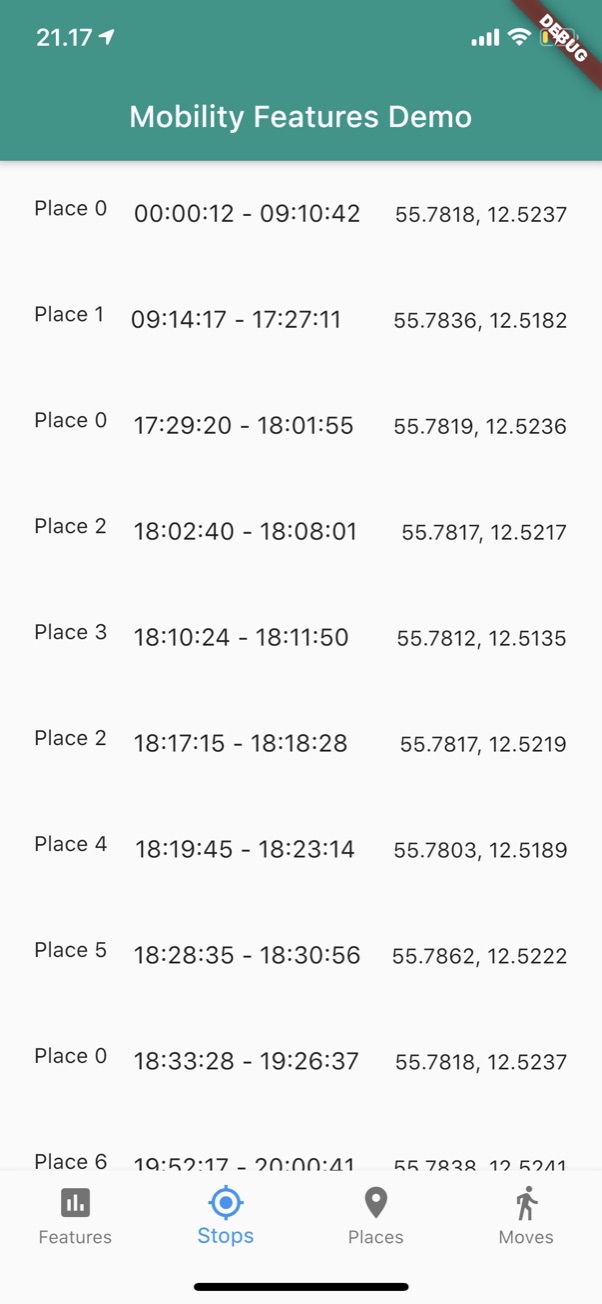 21.17
DEBUG
Mobility Features Demo
Place 0 00:00:12 - 09:10:42 55.7818, 12.5237
Place 1 09:14:17 - 17:27:11 55.7836, 12.5182
Place 0 17:29:20 - 18:01:55 55.7819, 12.5236
Place 2 18:02:40 - 18:08:01 55.7817, 12.5217
Place 3 18:10:24 - 18:11:50 55.7812, 12.5135
Place 2 18:17:15 - 18:18:28 55.7817, 12.5219
Place 4 18:19:45 - 18:23:14 55.7803, 12.5189
Place 5 18:28:35 - 18:30:56 55.7862, 12.5222
Place 0 18:33:28 - 19:26:37 55.7818, 12.5237
Place 6 19:52:17 - 20:00:41 55.7838, 12.5241
Features Stops Places Moves